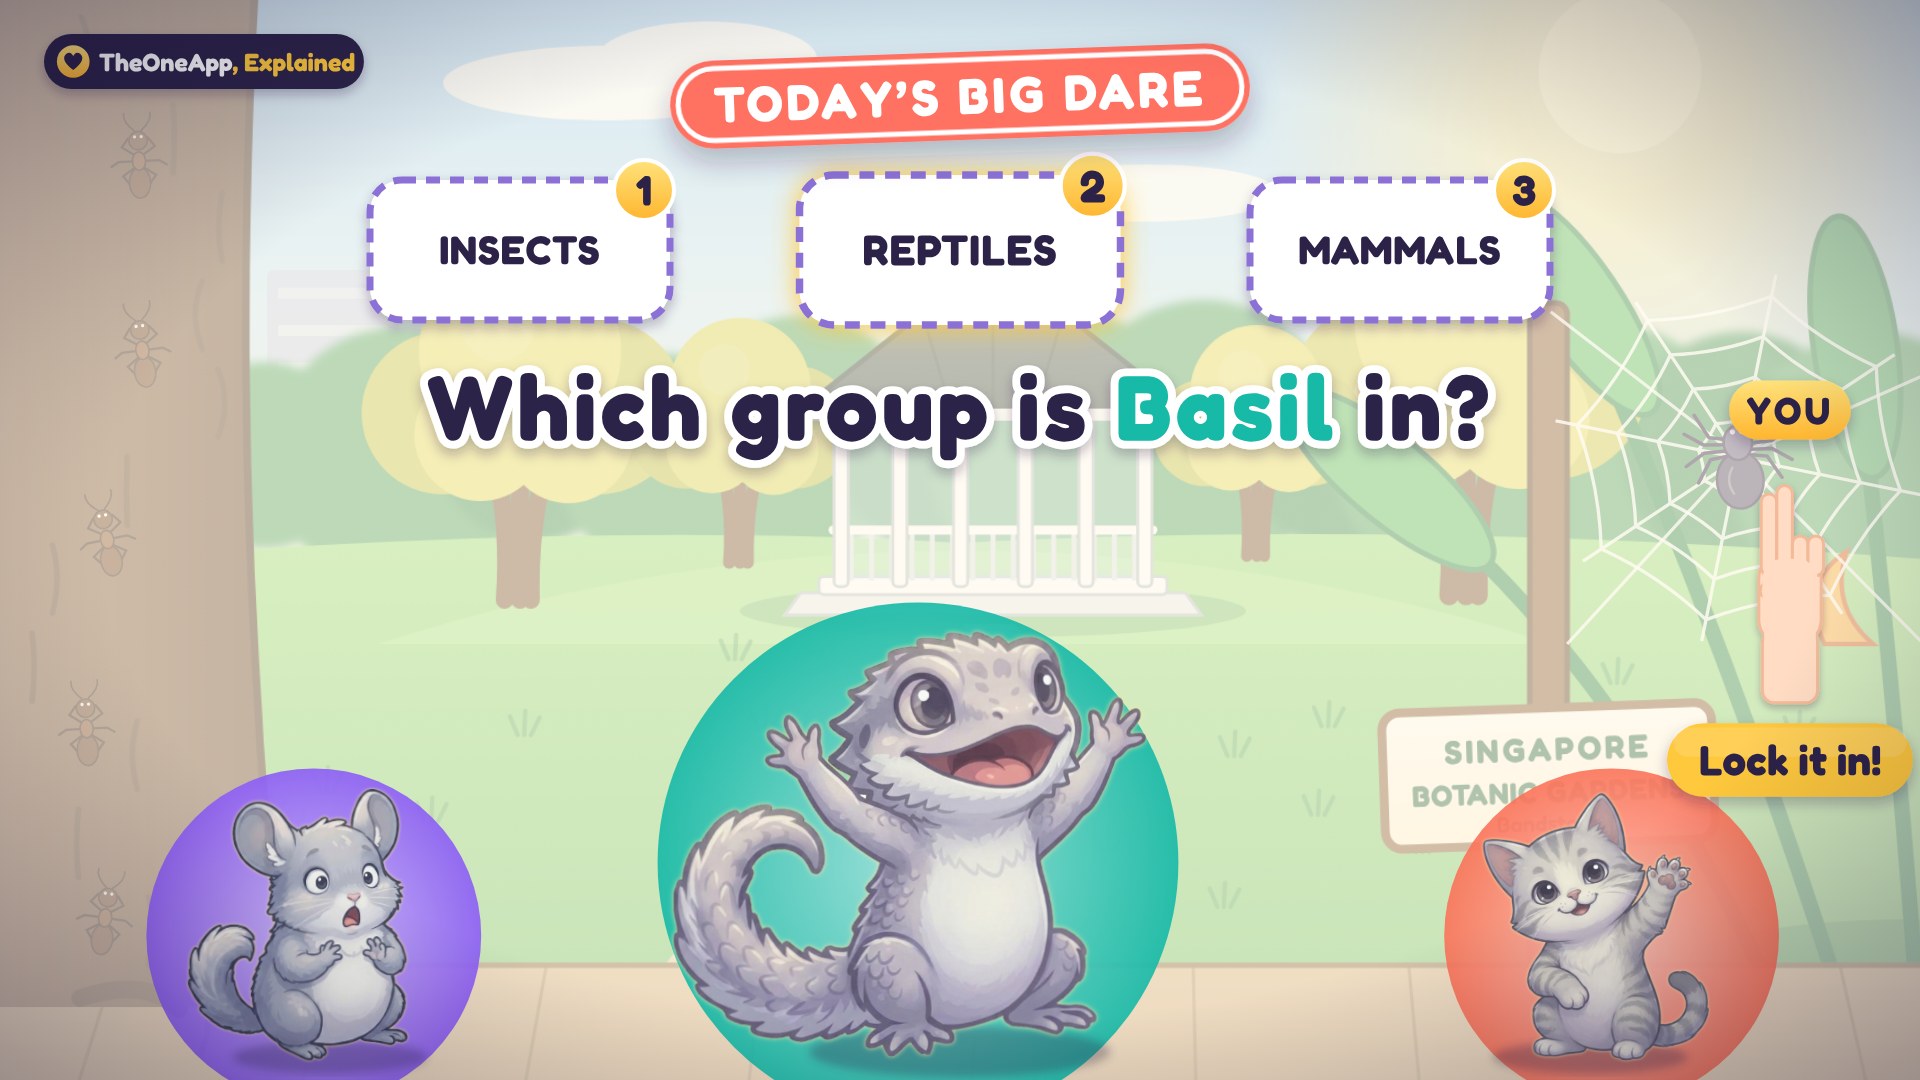 TheOneApp, Explained
TODAY'S BIG DARE
1
2
3
INSECTS
REPTILES
MAMMALS
Which group is Basil in?
YOU
SINGAPORE
BOTANIC GARDENS
Lock it in!